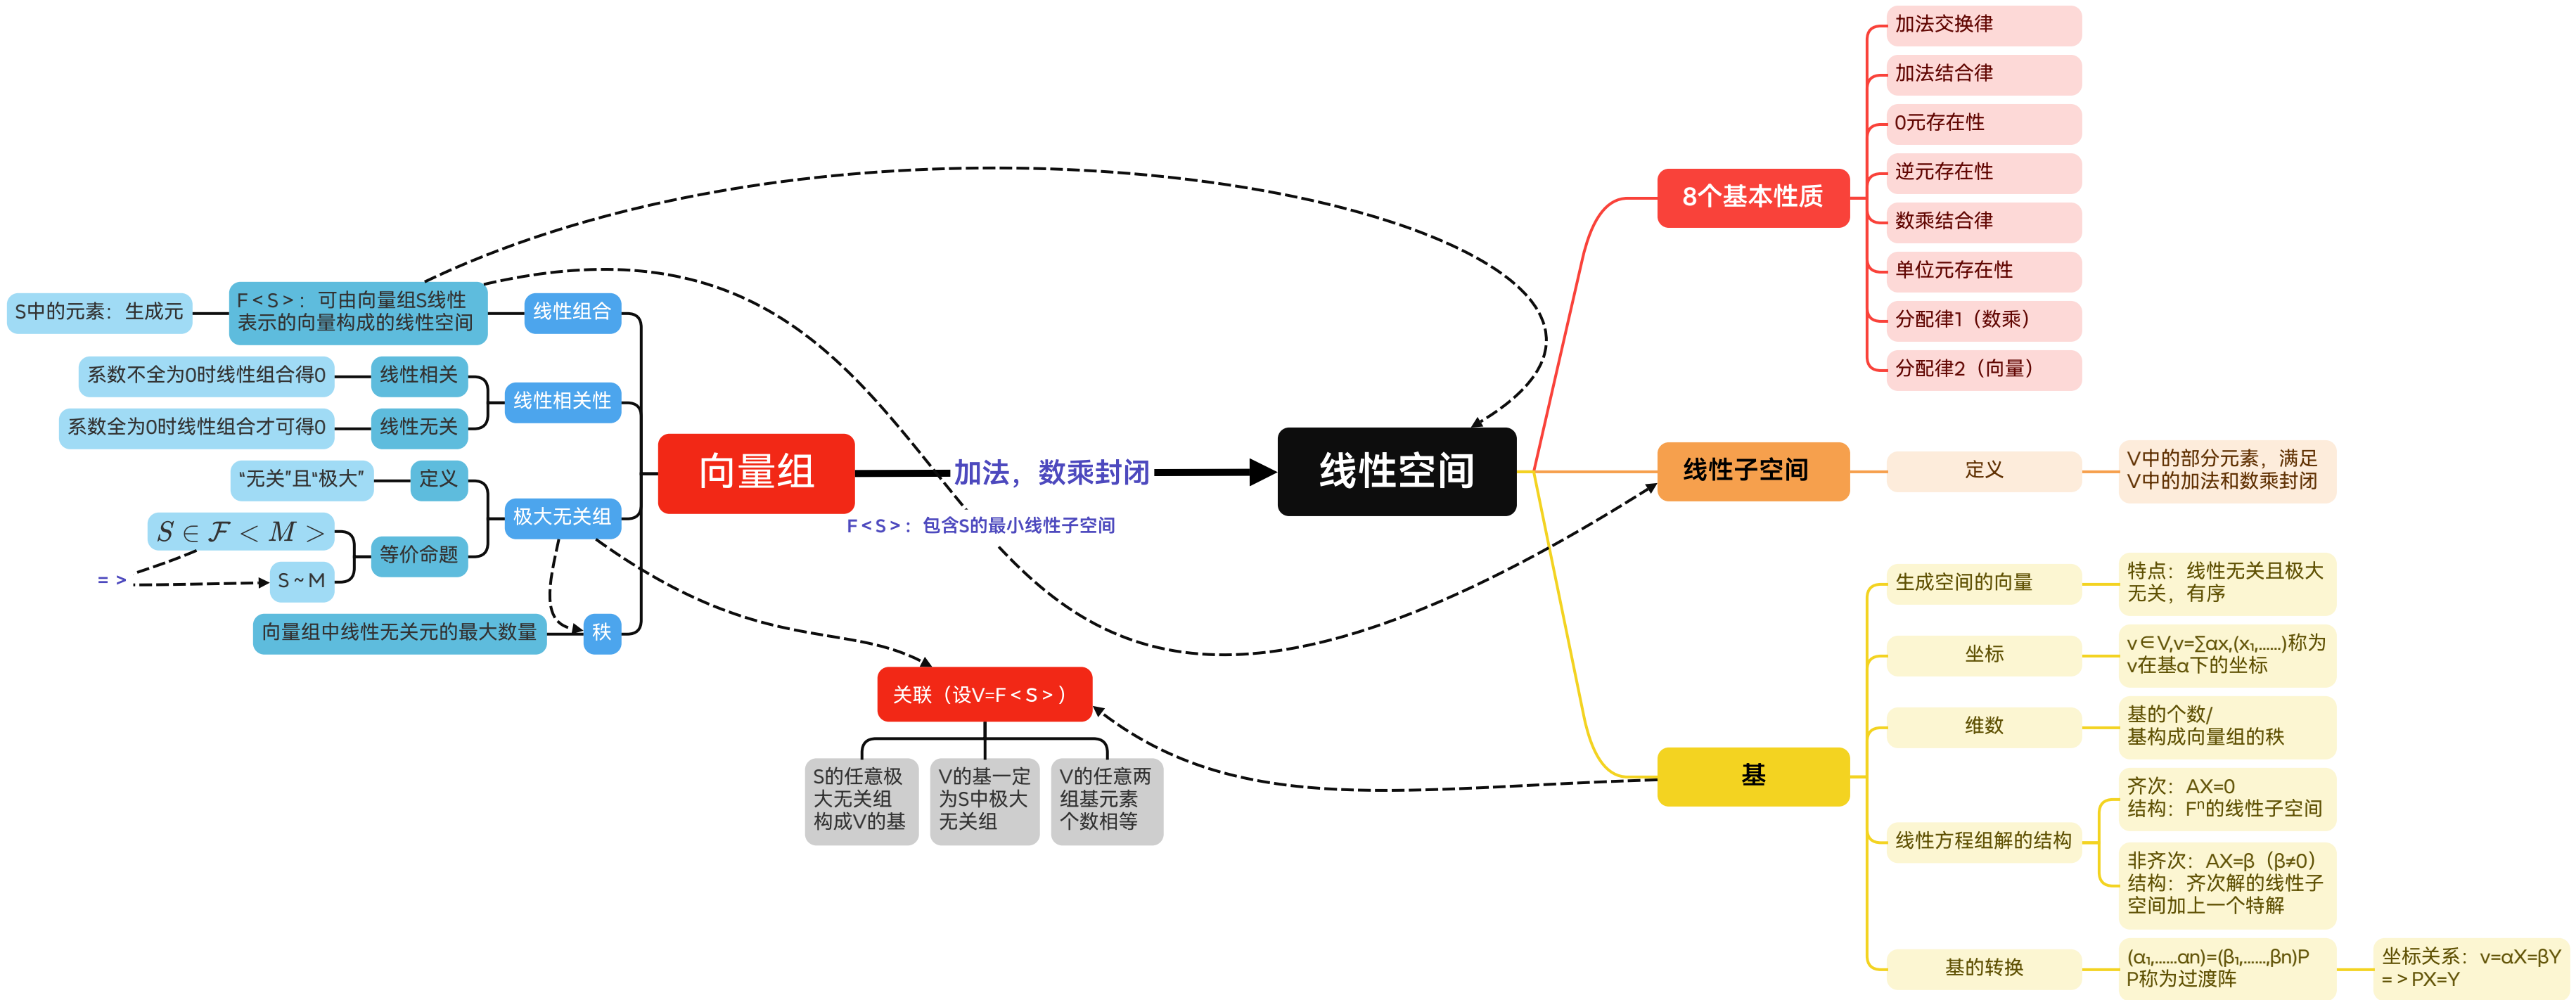 向量组
加法，数乘封闭
线性空间
线性组合
F < S >：可由向量组S线性
表示的向量构成的线性空间
S中的元素：生成元
线性相关性
线性相关
系数不全为0时线性组合得0
线性无关
系数全为0时线性组合才可得0
极大无关组
定义
“无关”且“极大”
等价命题
S ∈ ℱ < M >
= >
S ~ M
秩
向量组中线性无关元的最大数量
F < S >：包含S的最小线性子空间
关联（设V=F < S > ）
S的任意极
大无关组
构成V的基
V的基一定
为S中极大
无关组
V的任意两
组基元素
个数相等
8个基本性质
加法交换律
加法结合律
0元存在性
逆元存在性
数乘结合律
单位元存在性
分配律1（数乘）
分配律2（向量）
线性子空间
定义
V中的部分元素，满足
V中的加法和数乘封闭
基
生成空间的向量
特点：线性无关且极大
无关，有序
坐标
v∈V,v=∑αx,(x₁,......)称为
v在基α下的坐标
维数
基的个数/
基构成向量组的秩
线性方程组解的结构
齐次：AX=0
结构：Fⁿ的线性子空间
非齐次：AX=β（β≠0）
结构：齐次解的线性子
空间加上一个特解
基的转换
(α₁,......αn)=(β₁,......,βn)P
P称为过渡阵
坐标关系：v=αX=βY
= > PX=Y